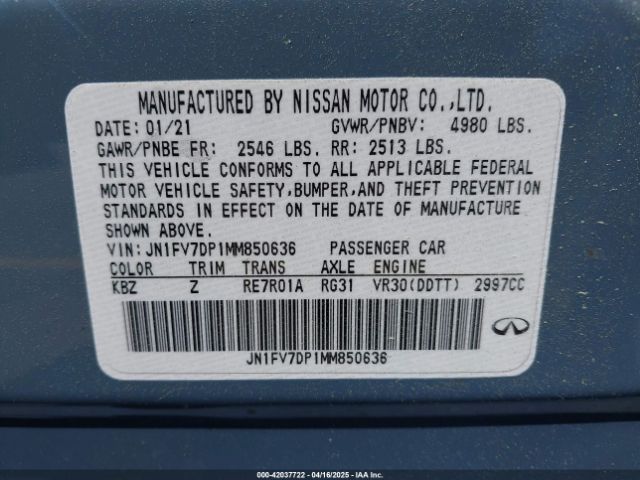 MANUFACTURED BY NISSAN MOTOR CO.,LTD.
DATE: 01/21 GVWR/PNBV: 4980 LBS.
GAWR/PNBE FR: 2546 LBS. RR: 2513 LBS.
THIS VEHICLE CONFORMS TO ALL APPLICABLE FEDERAL
MOTOR VEHICLE SAFETY,BUMPER,AND THEFT PREVENTION
STANDARDS IN EFFECT ON THE DATE OF MANUFACTURE
SHOWN ABOVE.
VIN:JN1FV7DP1MM850636 PASSENGER CAR
COLOR TRIM TRANS AXLE ENGINE
KBZ Z RE7R01A RG31 VR30(DDTT) 2997CC
JN1FV7DP1MM850636
000-42037722 - 04/16/2025 - IAA, Inc.